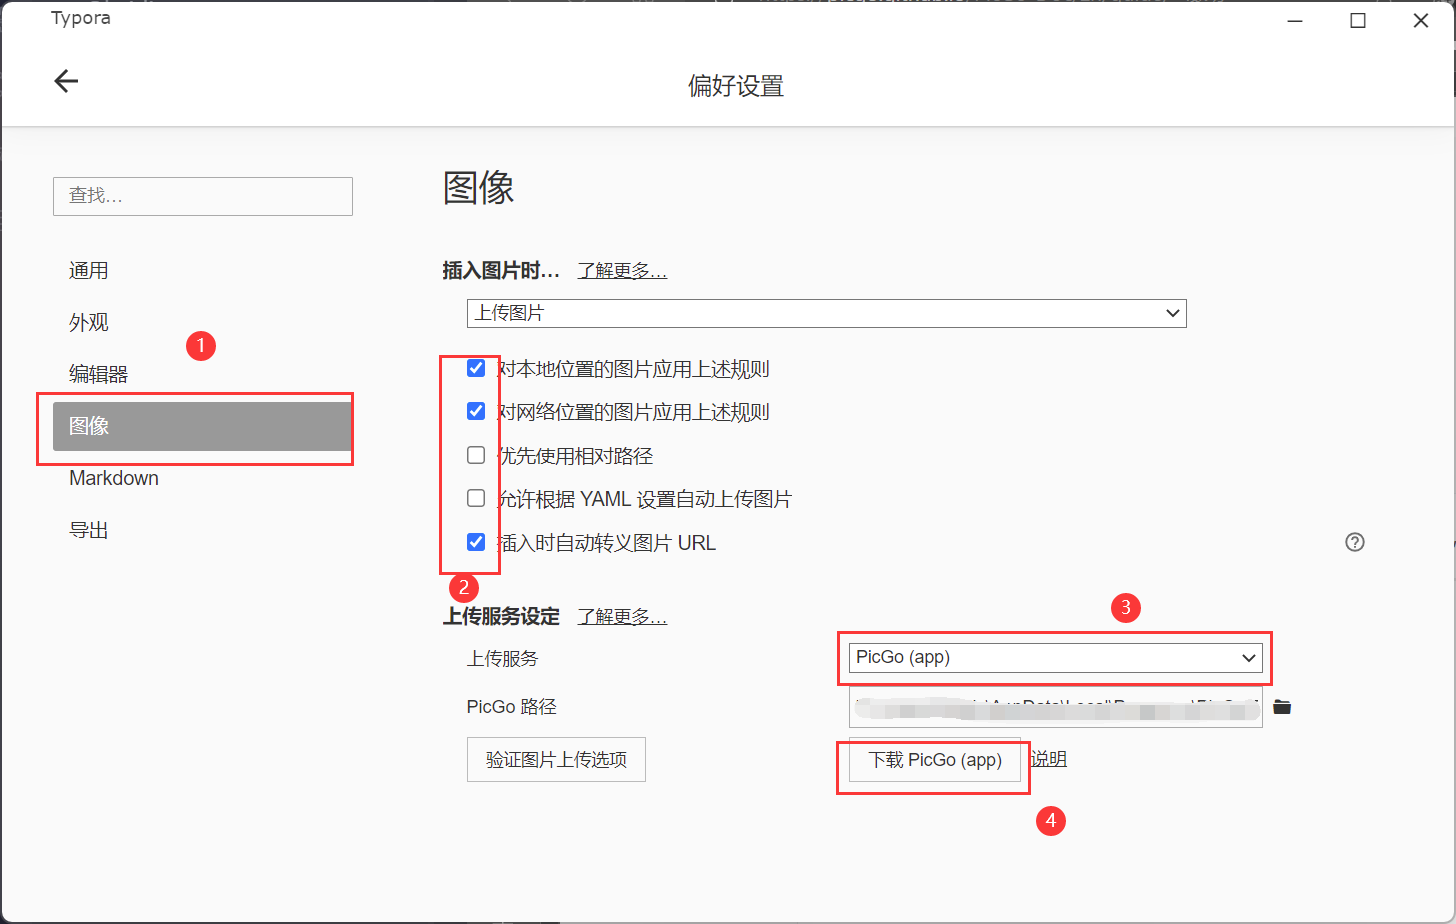 Typora
偏好设置
查找...
通用
外观
编辑器
图像
Markdown
导出
1
图像
插入图片时... 了解更多...
上传图片
对本地位置的图片应用上述规则
对网络位置的图片应用上述规则
优先使用相对路径
允许根据 YAML 设置自动上传图片
插入时自动转义图片 URL
2
上传服务设定 了解更多...
3
上传服务 PicGo (app)
PicGo 路径
验证图片上传选项 下载 PicGo (app) 说明
4